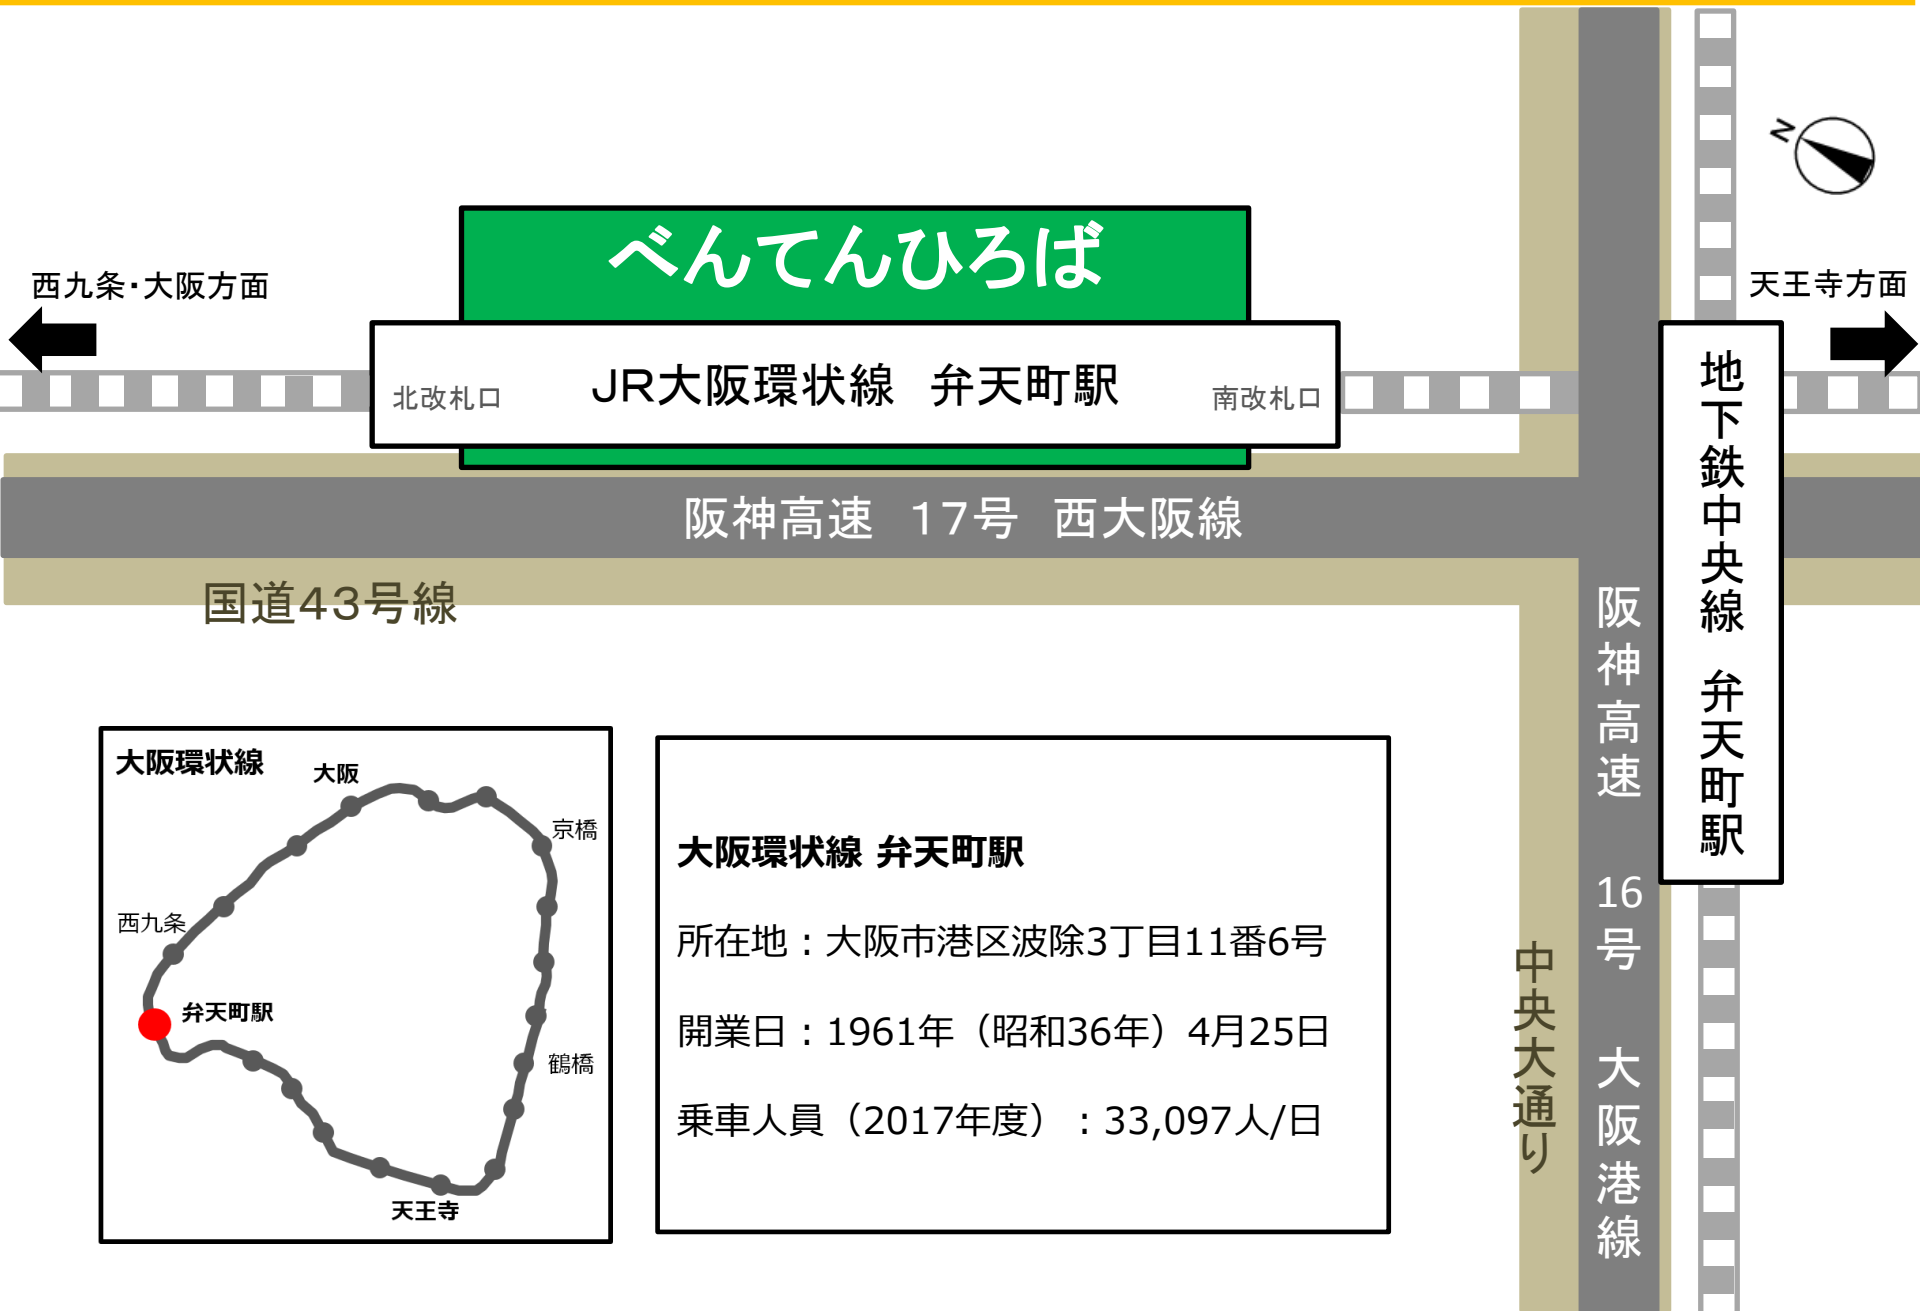 N
べんてんひろば
西九条・大阪方面
天王寺方面
JR大阪環状線　弁天町駅
北改札口
南改札口
地下鉄中央線　弁天町駅
阪神高速　17号　西大阪線
国道43号線
阪神高速　16号　大阪港線
中央大通り
大阪環状線
大阪
京橋
西九条
弁天町駅
鶴橋
天王寺
大阪環状線 弁天町駅
所在地：大阪市港区波除3丁目11番6号
開業日：1961年（昭和36年）4月25日
乗車人員（2017年度）：33,097人/日